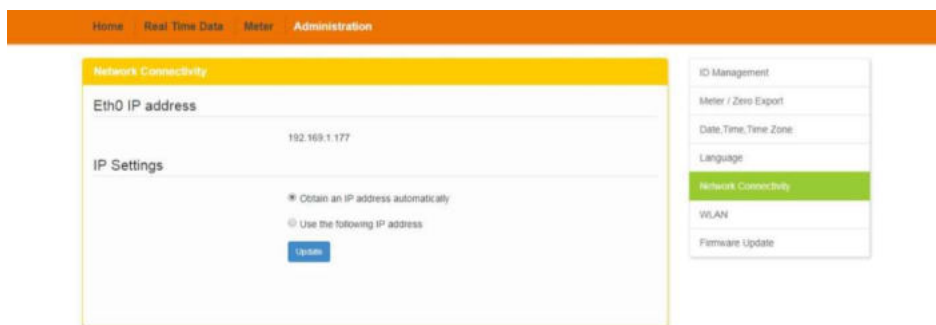 Home Real Time Data Meter Administration
Network Connectivity
Eth0 IP address
192.169.1.177
IP Settings
Obtain an IP address automatically
Use the following IP address
Update
ID Management
Meter / Zero Export
Date,Time,Time Zone
Language
Network Connectivity
WLAN
Firmware Update